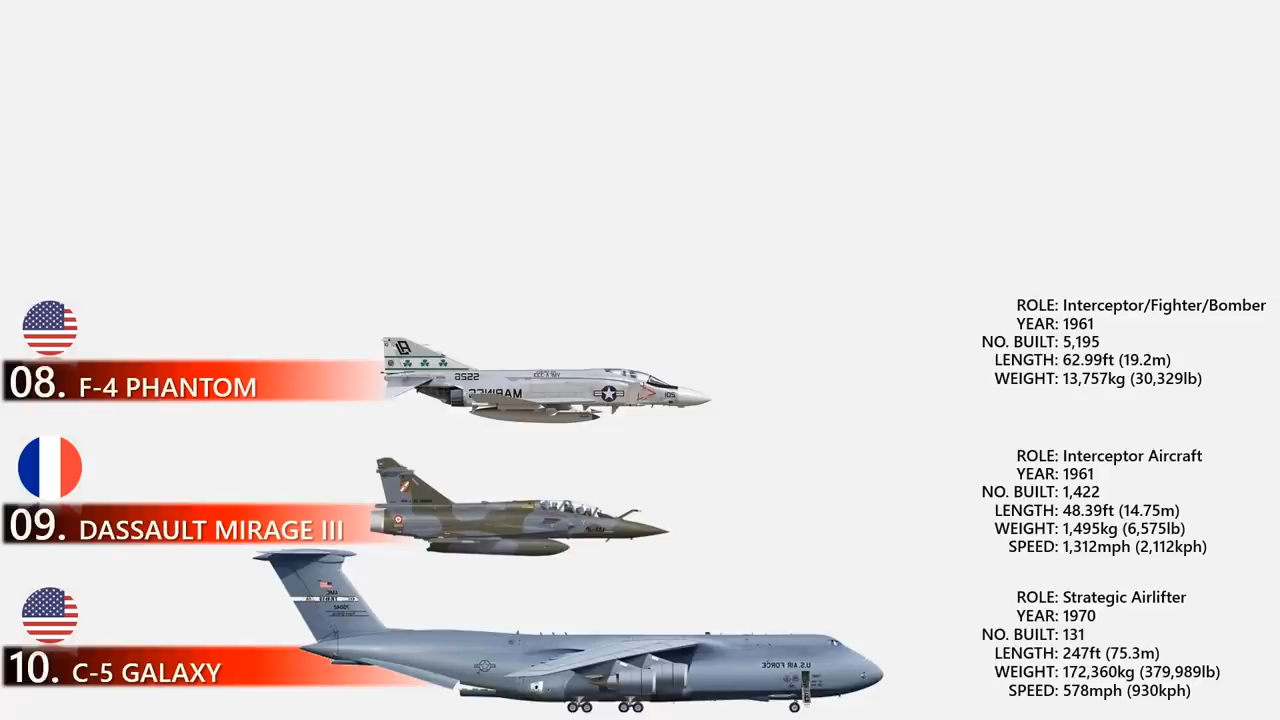 ROLE: Interceptor/Fighter/Bomber
YEAR: 1961
NO. BUILT: 5,195
LENGTH: 62.99ft (19.2m)
WEIGHT: 13,757kg (30,329lb)
08. F-4 PHANTOM
6522
MARINES
105
ROLE: Interceptor Aircraft
YEAR: 1961
NO. BUILT: 1,422
LENGTH: 48.39ft (14.75m)
WEIGHT: 1,495kg (6,575lb)
SPEED: 1,312mph (2,112kph)
09. DASSAULT MIRAGE III
ROLE: Strategic Airlifter
YEAR: 1970
NO. BUILT: 131
LENGTH: 247ft (75.3m)
WEIGHT: 172,360kg (379,989lb)
SPEED: 578mph (930kph)
10. C-5 GALAXY
U.S. AIR FORCE